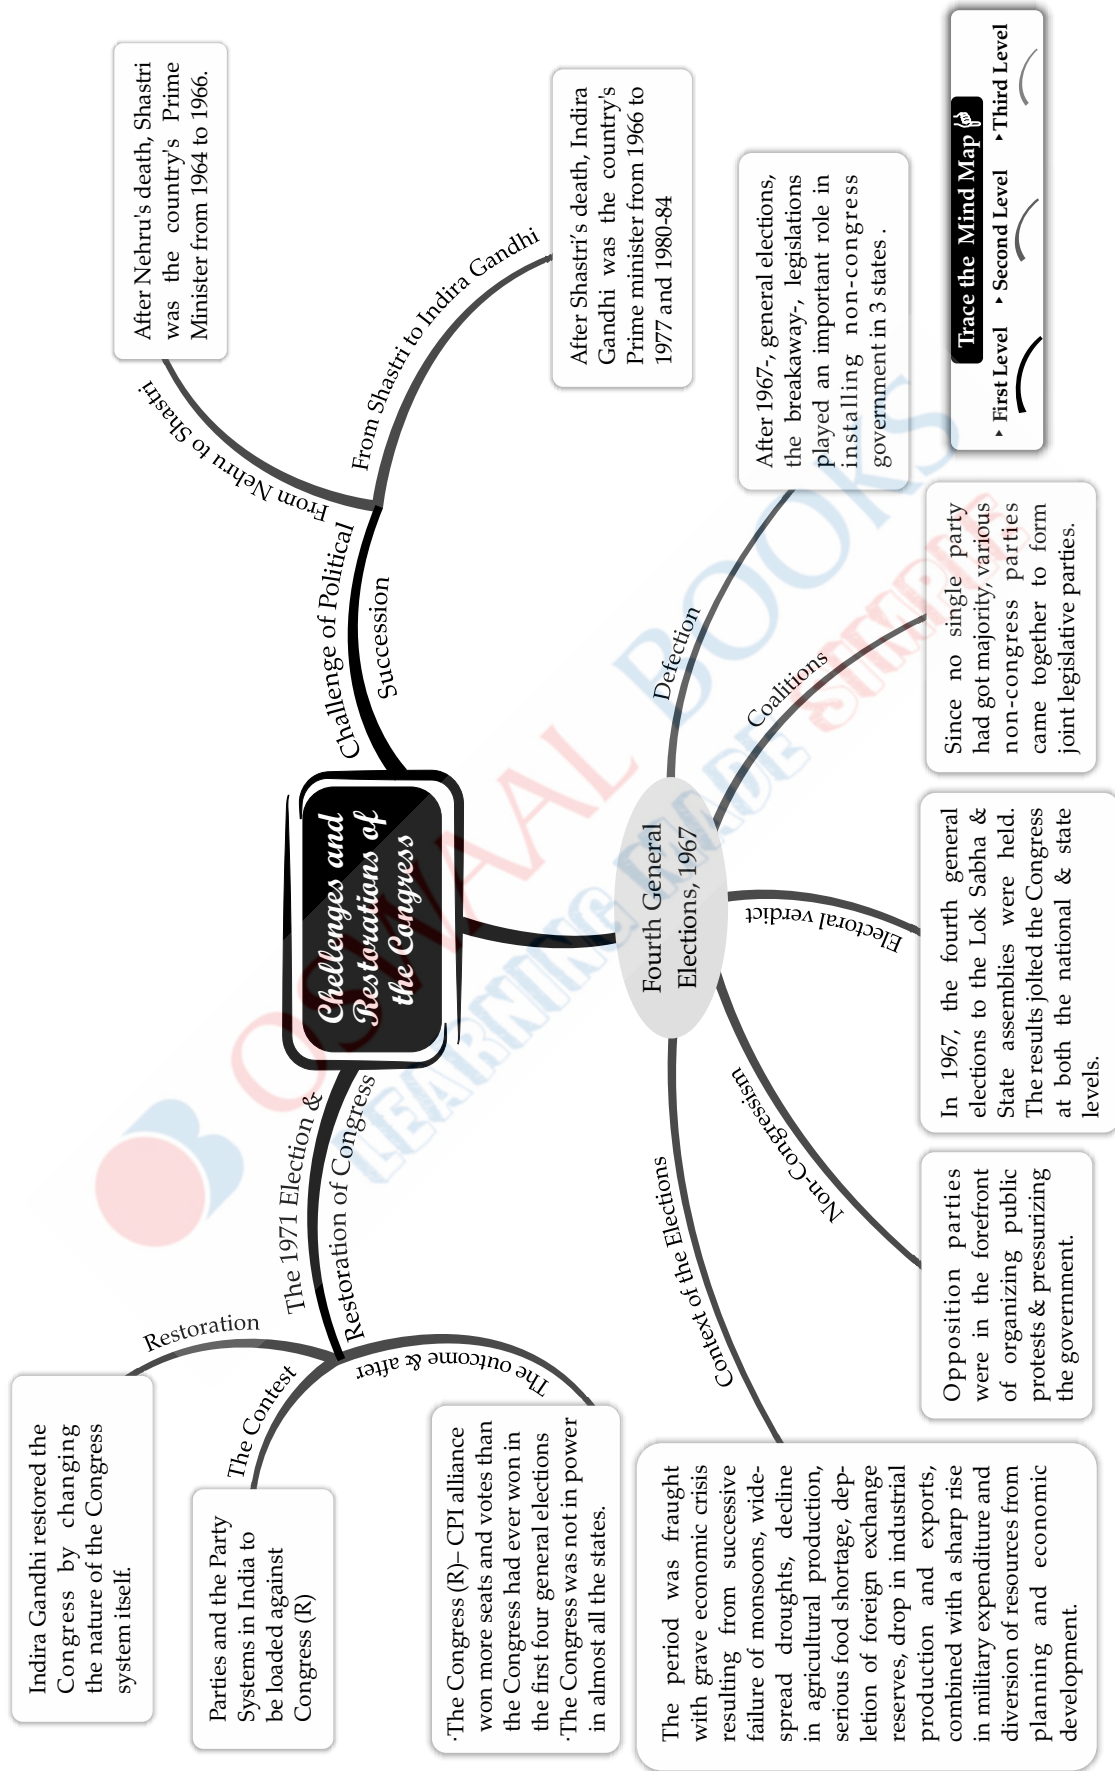 Chellenges and
Restorations of
the Congress
Challenge of Political
Succession
From Nehru to Shastri
After Nehru's death, Shastri
was the country's Prime
Minister from 1964 to 1966.
From Shastri to Indira Gandhi
After Shastri's death, Indira
Gandhi was the country's
Prime minister from 1966 to
1977 and 1980-84
Fourth General
Elections, 1967
Defection
After 1967-, general elections,
the breakaway-, legislations
played an important role in
installing non-congress
government in 3 states .
Coalitions
Since no single party
had got majority, various
non-congress parties
came together to form
joint legislative parties.
Electoral verdict
In 1967, the fourth general
elections to the Lok Sabha &
State assemblies were held.
The results jolted the Congress
at both the national & state
levels.
Non-Congressism
Opposition parties
were in the forefront
of organizing public
protests & pressurizing
the government.
Context of the Elections
The period was fraught
with grave economic crisis
resulting from successive
failure of monsoons, wide-
spread droughts, decline
in agricultural production,
serious food shortage, dep-
letion of foreign exchange
reserves, drop in industrial
production and exports,
combined with a sharp rise
in military expenditure and
diversion of resources from
planning and economic
development.
The 1971 Election &
Restoration of Congress
Restoration
Indira Gandhi restored the
Congress by changing
the nature of the Congress
system itself.
The Contest
Parties and the Party
Systems in India to
be loaded against
Congress (R)
The outcome & after
·The Congress (R)– CPI alliance
won more seats and votes than
the Congress had ever won in
the first four general elections
·The Congress was not in power
in almost all the states.
Trace the Mind Map
▸ First Level ▸ Second Level ▸ Third Level
OSWAAL BOOKS
LEARNING MADE SIMPLE